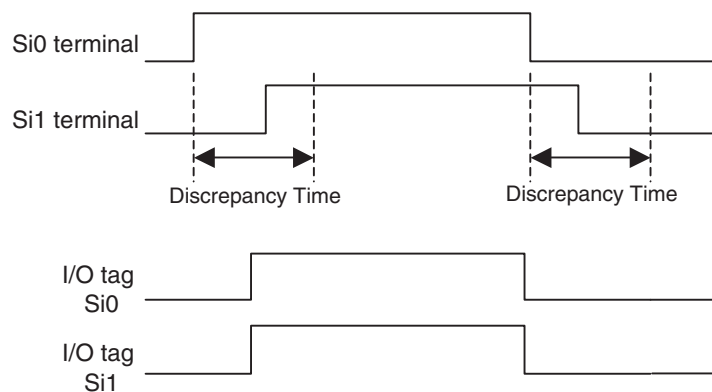 Si0 terminal
Si1 terminal
Discrepancy Time
Discrepancy Time
I/O tag
Si0
I/O tag
Si1